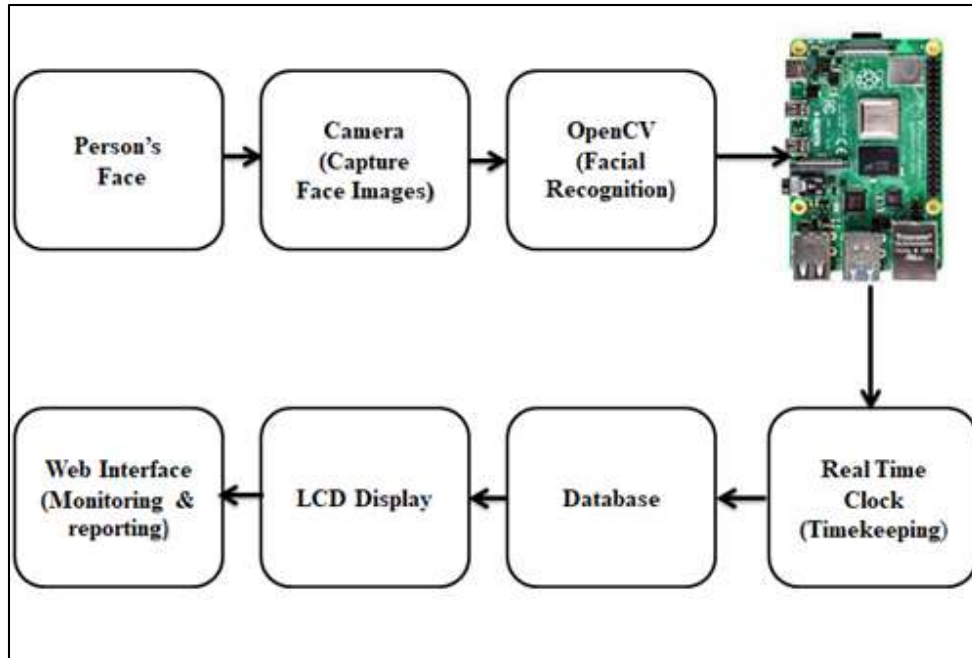 Person's
Face
Camera
(Capture
Face Images)
OpenCV
(Facial
Recognition)
Web Interface
(Monitoring &
reporting)
LCD Display
Database
Real Time
Clock
(Timekeeping)